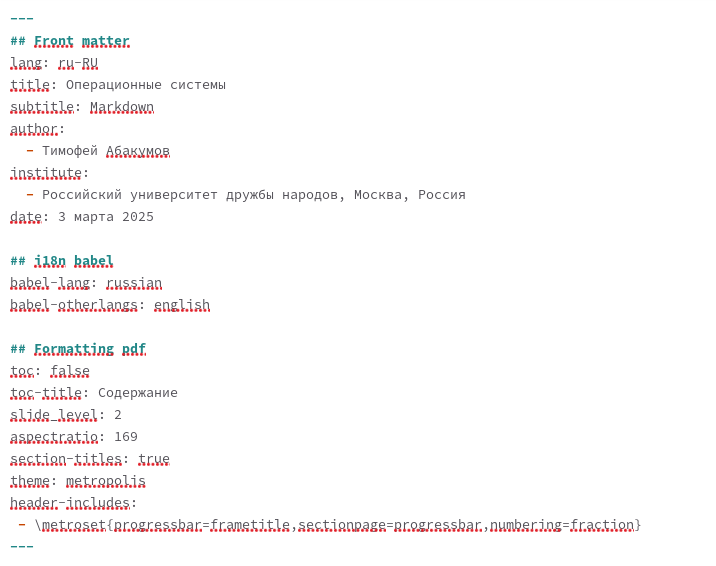 ---
## Front matter
lang: ru-RU
title: Операционные системы
subtitle: Markdown
author:
  - Тимофей Абакумов
institute:
  - Российский университет дружбы народов, Москва, Россия
date: 3 марта 2025

## i18n babel
babel-lang: russian
babel-otherlangs: english

## Formatting pdf
toc: false
toc-title: Содержание
slide_level: 2
aspectratio: 169
section-titles: true
theme: metropolis
header-includes:
 - \metroset{progressbar=frametitle,sectionpage=progressbar,numbering=fraction}
---